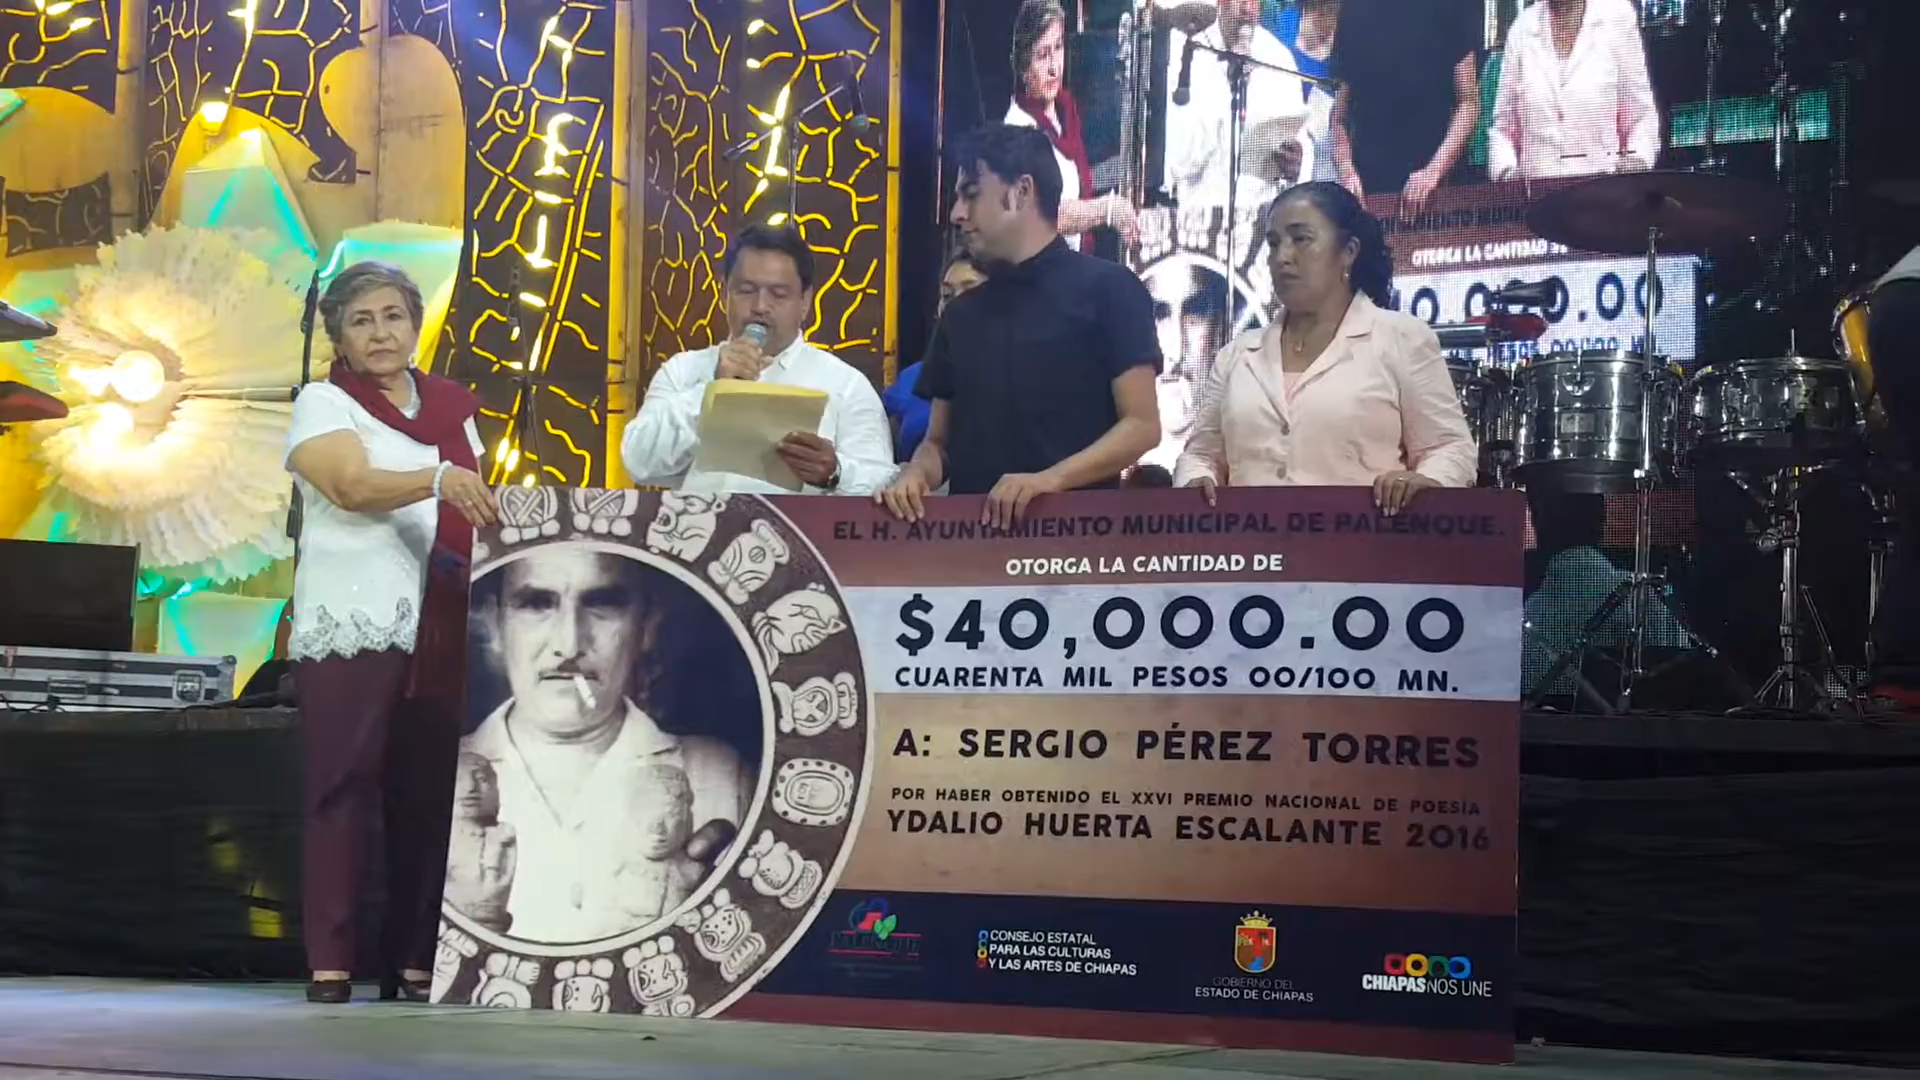 EL H. AYUNTAMIENTO MUNICIPAL DE PALENQUE.
OTORGA LA CANTIDAD DE
$40,000.00
CUARENTA MIL PESOS 00/100 MN.
A: SERGIO PÉREZ TORRES
POR HABER OBTENIDO EL XXVI PREMIO NACIONAL DE POESÍA
YDALIO HUERTA ESCALANTE 2016
PALENQUE
CONSEJO ESTATAL
PARA LAS CULTURAS
Y LAS ARTES DE CHIAPAS
GOBIERNO DEL
ESTADO DE CHIAPAS
CHIAPAS NOS UNE
OTORGA LA CANTIDAD